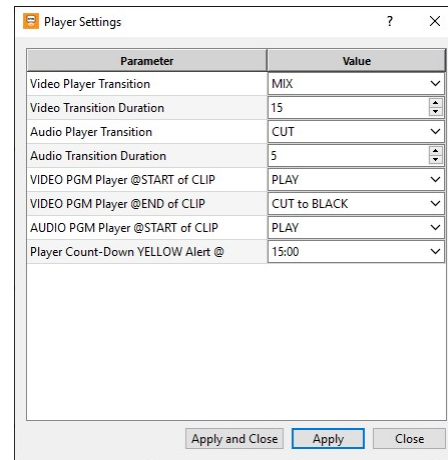 Player Settings
Parameter Value
Video Player Transition MIX
Video Transition Duration 15
Audio Player Transition CUT
Audio Transition Duration 5
VIDEO PGM Player @START of CLIP PLAY
VIDEO PGM Player @END of CLIP CUT to BLACK
AUDIO PGM Player @START of CLIP PLAY
Player Count-Down YELLOW Alert @ 15:00
Apply and Close Apply Close